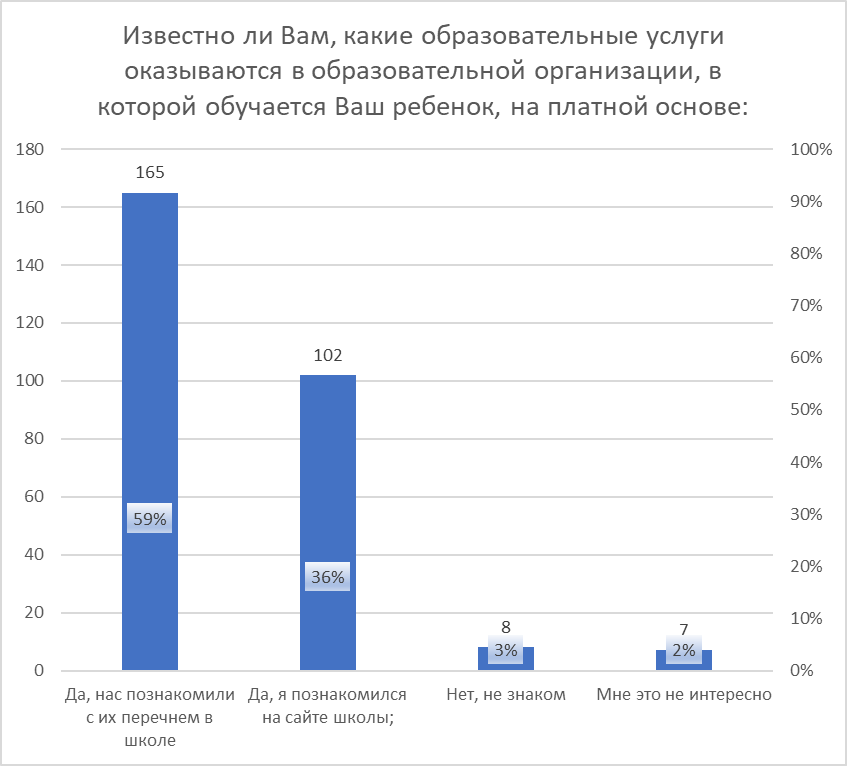 Известно ли Вам, какие образовательные услуги
оказываются в образовательной организации, в
которой обучается Ваш ребенок, на платной основе:
180
160
140
120
100
80
60
40
20
0
100%
90%
80%
70%
60%
50%
40%
30%
20%
10%
0%
165
102
8
7
59%
36%
3%
2%
Да, нас познакомили
с их перечнем в
школе
Да, я познакомился
на сайте школы;
Нет, не знаком
Мне это не интересно